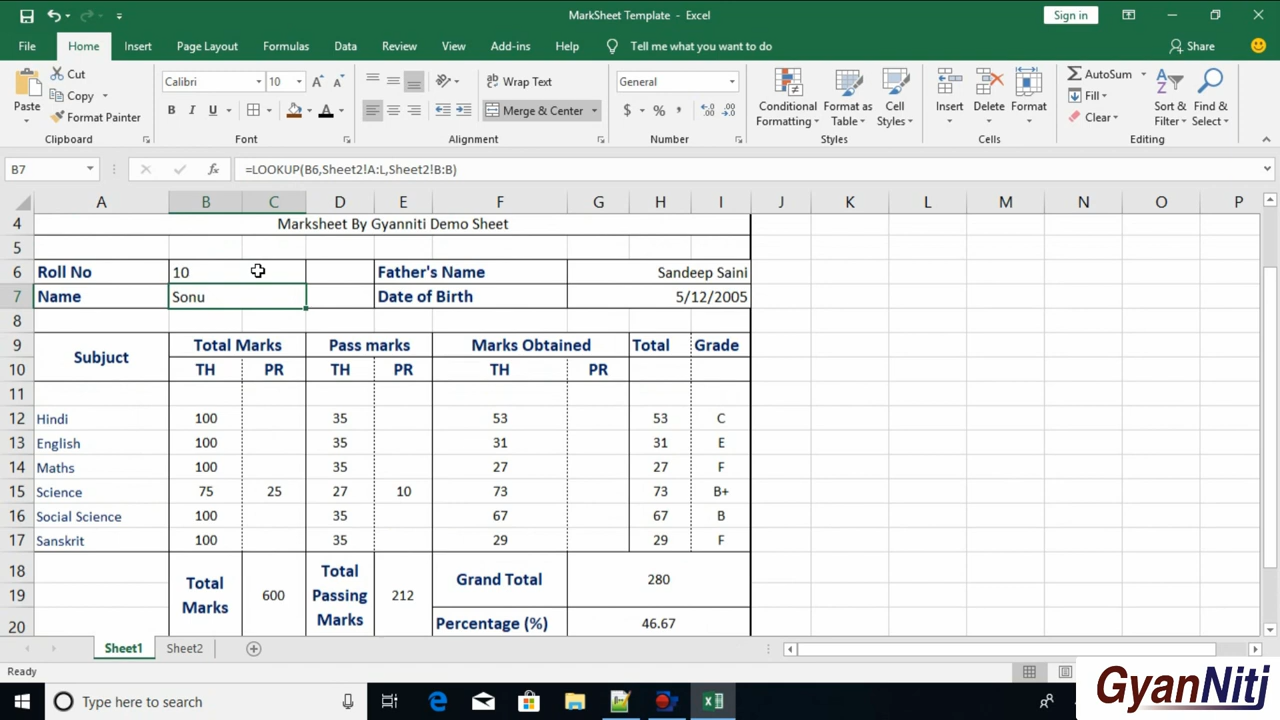 MarkSheet Template - Excel
Sign in
File Home Insert Page Layout Formulas Data Review View Add-ins Help Tell me what you want to do Share
Paste Cut Copy Format Painter
Calibri 10
B I U A A A
Wrap Text
Merge & Center
General
$ % ,
Conditional Formatting Format as Table Cell Styles
Insert Delete Format
AutoSum Fill Clear
Sort & Filter Find & Select
Clipboard Font Alignment Number Styles Cells Editing
B7 fx =LOOKUP(B6,Sheet2!A:L,Sheet2!B:B)
A B C D E F G H I J K L M N O P
4 Marksheet By Gyanniti Demo Sheet
5
6 Roll No 10 Father's Name Sandeep Saini
7 Name Sonu Date of Birth 5/12/2005
8
9 Subjuct Total Marks Pass marks Marks Obtained Total Grade
10 TH PR TH PR TH PR
11
12 Hindi 100 35 53 53 C
13 English 100 35 31 31 E
14 Maths 100 35 27 27 F
15 Science 75 25 27 10 73 73 B+
16 Social Science 100 35 67 67 B
17 Sanskrit 100 35 29 29 F
18 Total Marks 600 Total Passing Marks 212 Grand Total 280
19
20 Percentage (%) 46.67
Sheet1 Sheet2
Ready
Type here to search
GyanNiti